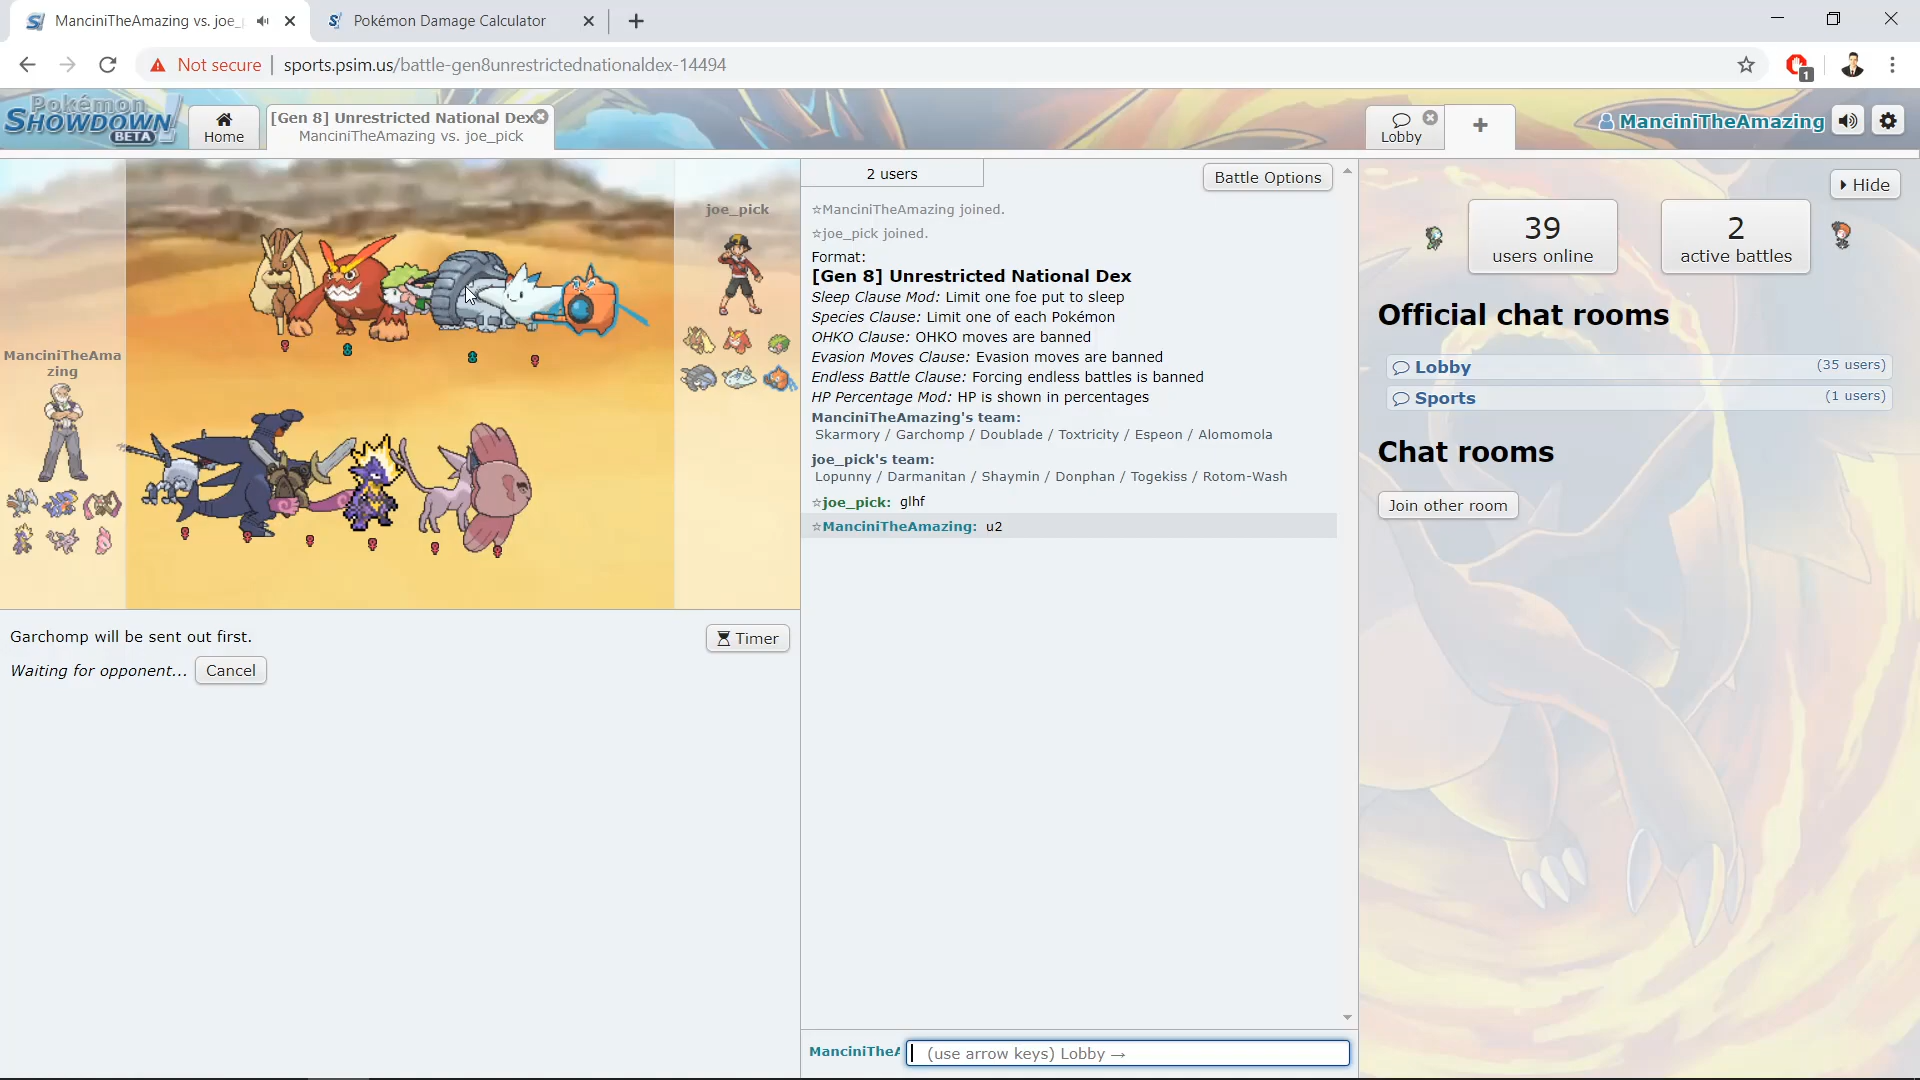 ManciniTheAmazing vs. joe_
Pokémon Damage Calculator
Not secure | sports.psim.us/battle-gen8unrestrictednationaldex-14494
1
Pokémon
SHOWDOWN
BETA
Home
[Gen 8] Unrestricted National Dex
ManciniTheAmazing vs. joe_pick
Lobby
ManciniTheAmazing
joe_pick
ManciniTheAma
zing
Garchomp will be sent out first.
Timer
Waiting for opponent...
Cancel
2 users
Battle Options
☆ManciniTheAmazing joined.
☆joe_pick joined.
Format:
[Gen 8] Unrestricted National Dex
Sleep Clause Mod: Limit one foe put to sleep
Species Clause: Limit one of each Pokémon
OHKO Clause: OHKO moves are banned
Evasion Moves Clause: Evasion moves are banned
Endless Battle Clause: Forcing endless battles is banned
HP Percentage Mod: HP is shown in percentages
ManciniTheAmazing's team:
Skarmory / Garchomp / Doublade / Toxtricity / Espeon / Alomomola
joe_pick's team:
Lopunny / Darmanitan / Shaymin / Donphan / Togekiss / Rotom-Wash
☆joe_pick: glhf
☆ManciniTheAmazing: u2
ManciniTheA
(use arrow keys) Lobby →
Hide
39
users online
2
active battles
Official chat rooms
Lobby
(35 users)
Sports
(1 users)
Chat rooms
Join other room